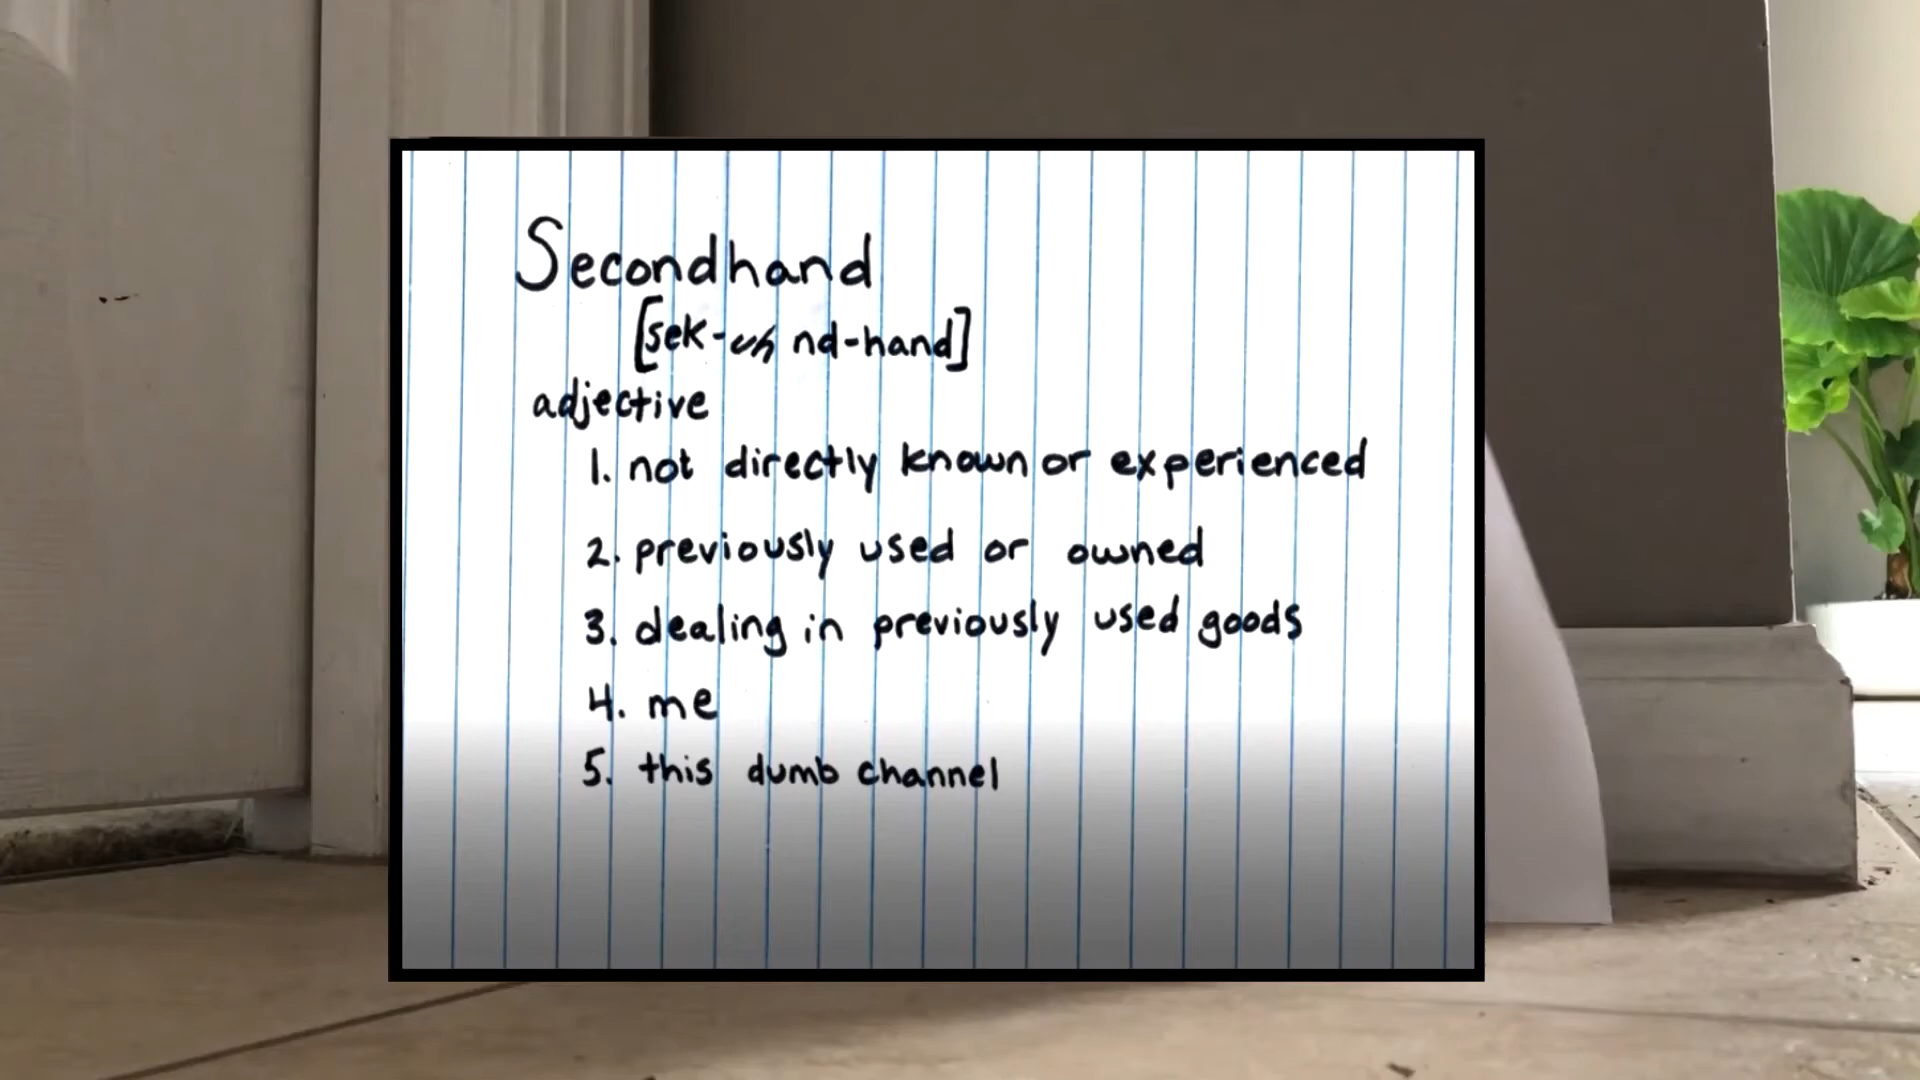 Secondhand
[sek-uh nd-hand]
adjective
1. not directly known or experienced
2. previously used or owned
3. dealing in previously used goods
4. me
5. this dumb channel